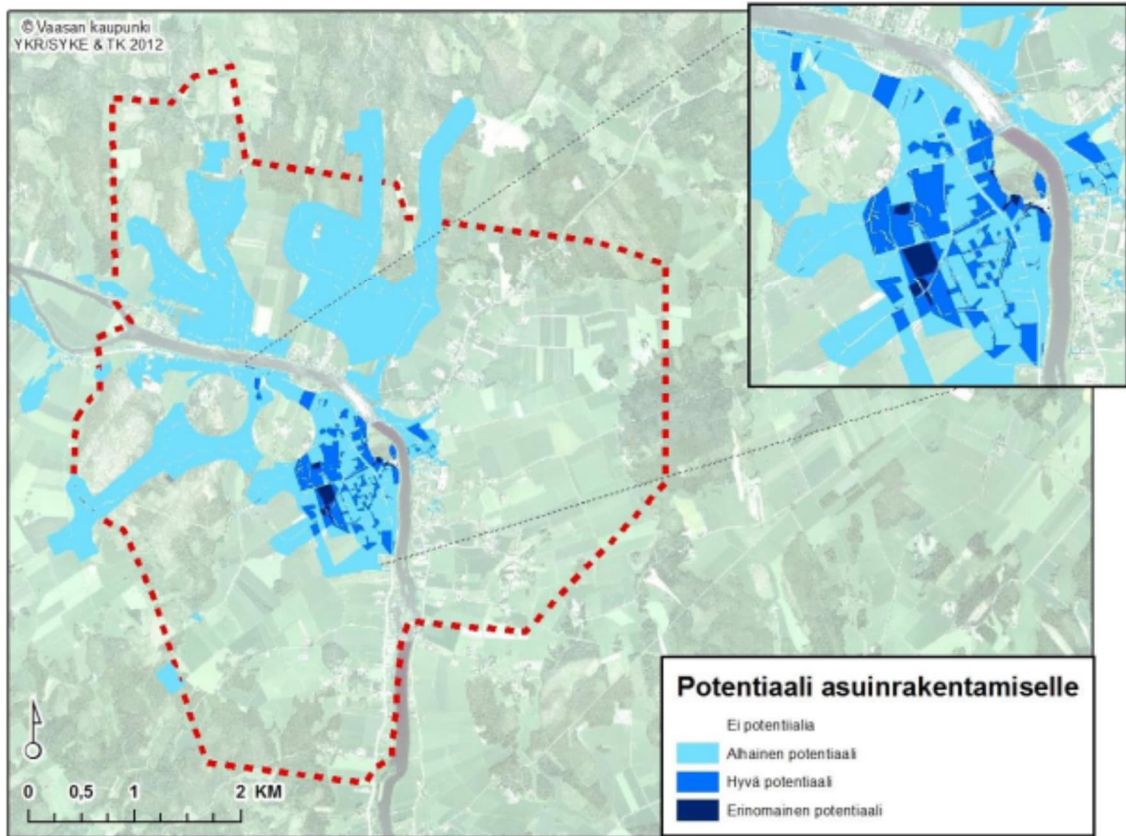 © Vaasan kaupunki
YKR/SYKE & TK 2012
Potentiaali asuinrakentamiselle
Ei potentiialia
Alhainen potentiaali
Hyvä potentiaali
Erinomainen potentiaali
0 0,5 1 2 KM